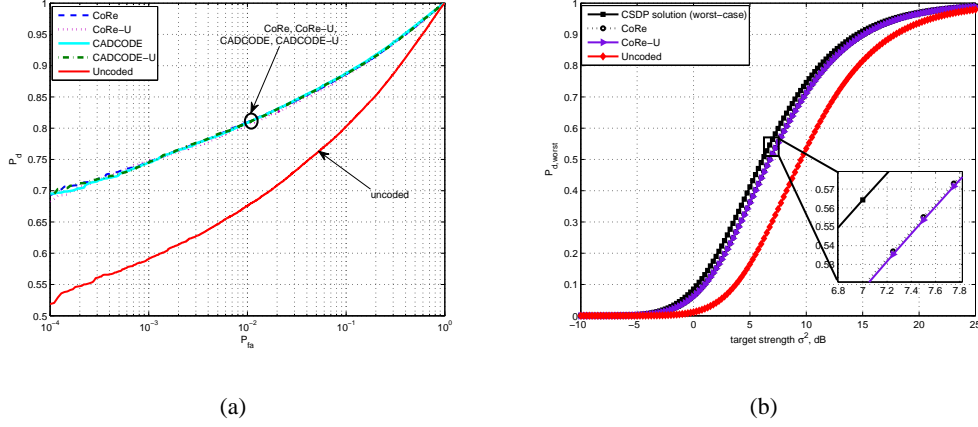 CoRe
CoRe−U
CADCODE
CADCODE−U
Uncoded
CoRe, CoRe−U,
CADCODE, CADCODE−U
uncoded
1
0.95
0.9
0.85
0.8
0.75
0.7
0.65
0.6
0.55
0.5
P_d
10^−4
10^−3
10^−2
10^−1
10^0
P_fa
(a)
CSDP solution (worst−case)
CoRe
CoRe−U
Uncoded
1
0.9
0.8
0.7
0.6
0.5
0.4
0.3
0.2
0.1
0
P_d,worst
−10
−5
0
5
10
15
20
25
target strength σ^2, dB
0.57
0.56
0.55
0.54
0.53
6.8
7
7.2
7.4
7.6
7.8
(b)